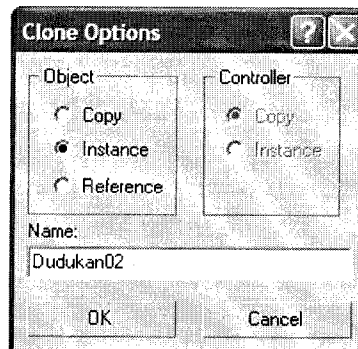 Clone Options
Object
Controller
Copy
Copy
Instance
Instance
Reference
Name:
Dudukan02
OK
Cancel